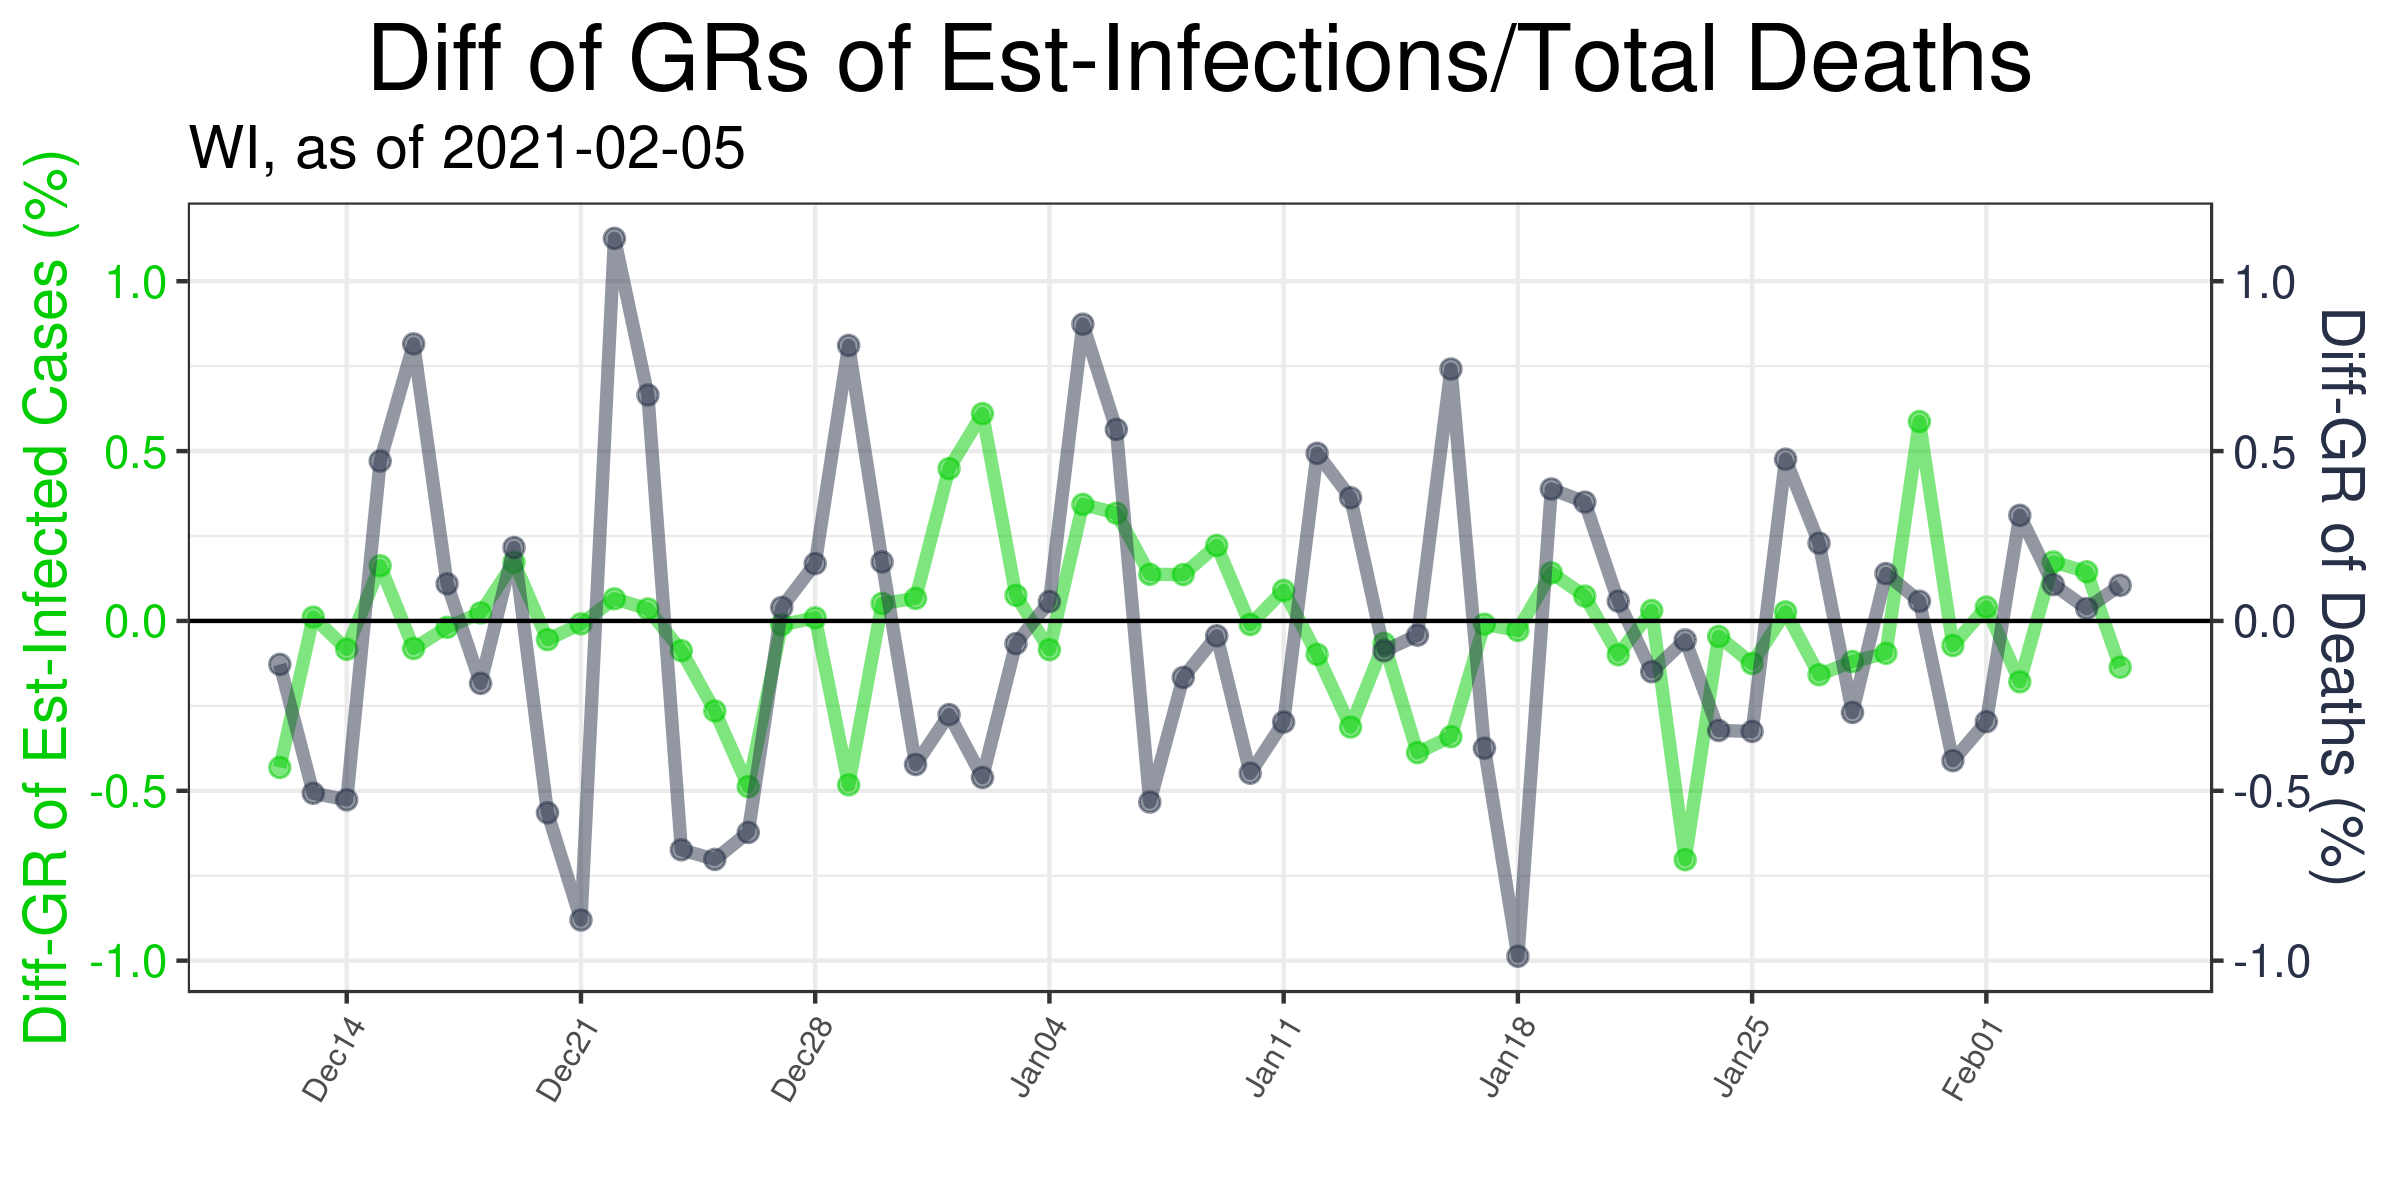 Diff of GRs of Est-Infections/Total Deaths
WI, as of 2021-02-05
Diff-GR of Est-Infected Cases (%)
1.0
0.5
0.0
-0.5
-1.0
1.0
0.5
0.0
-0.5
-1.0
Diff-GR of Deaths (%)
Dec14
Dec21
Dec28
Jan04
Jan11
Jan18
Jan25
Feb01